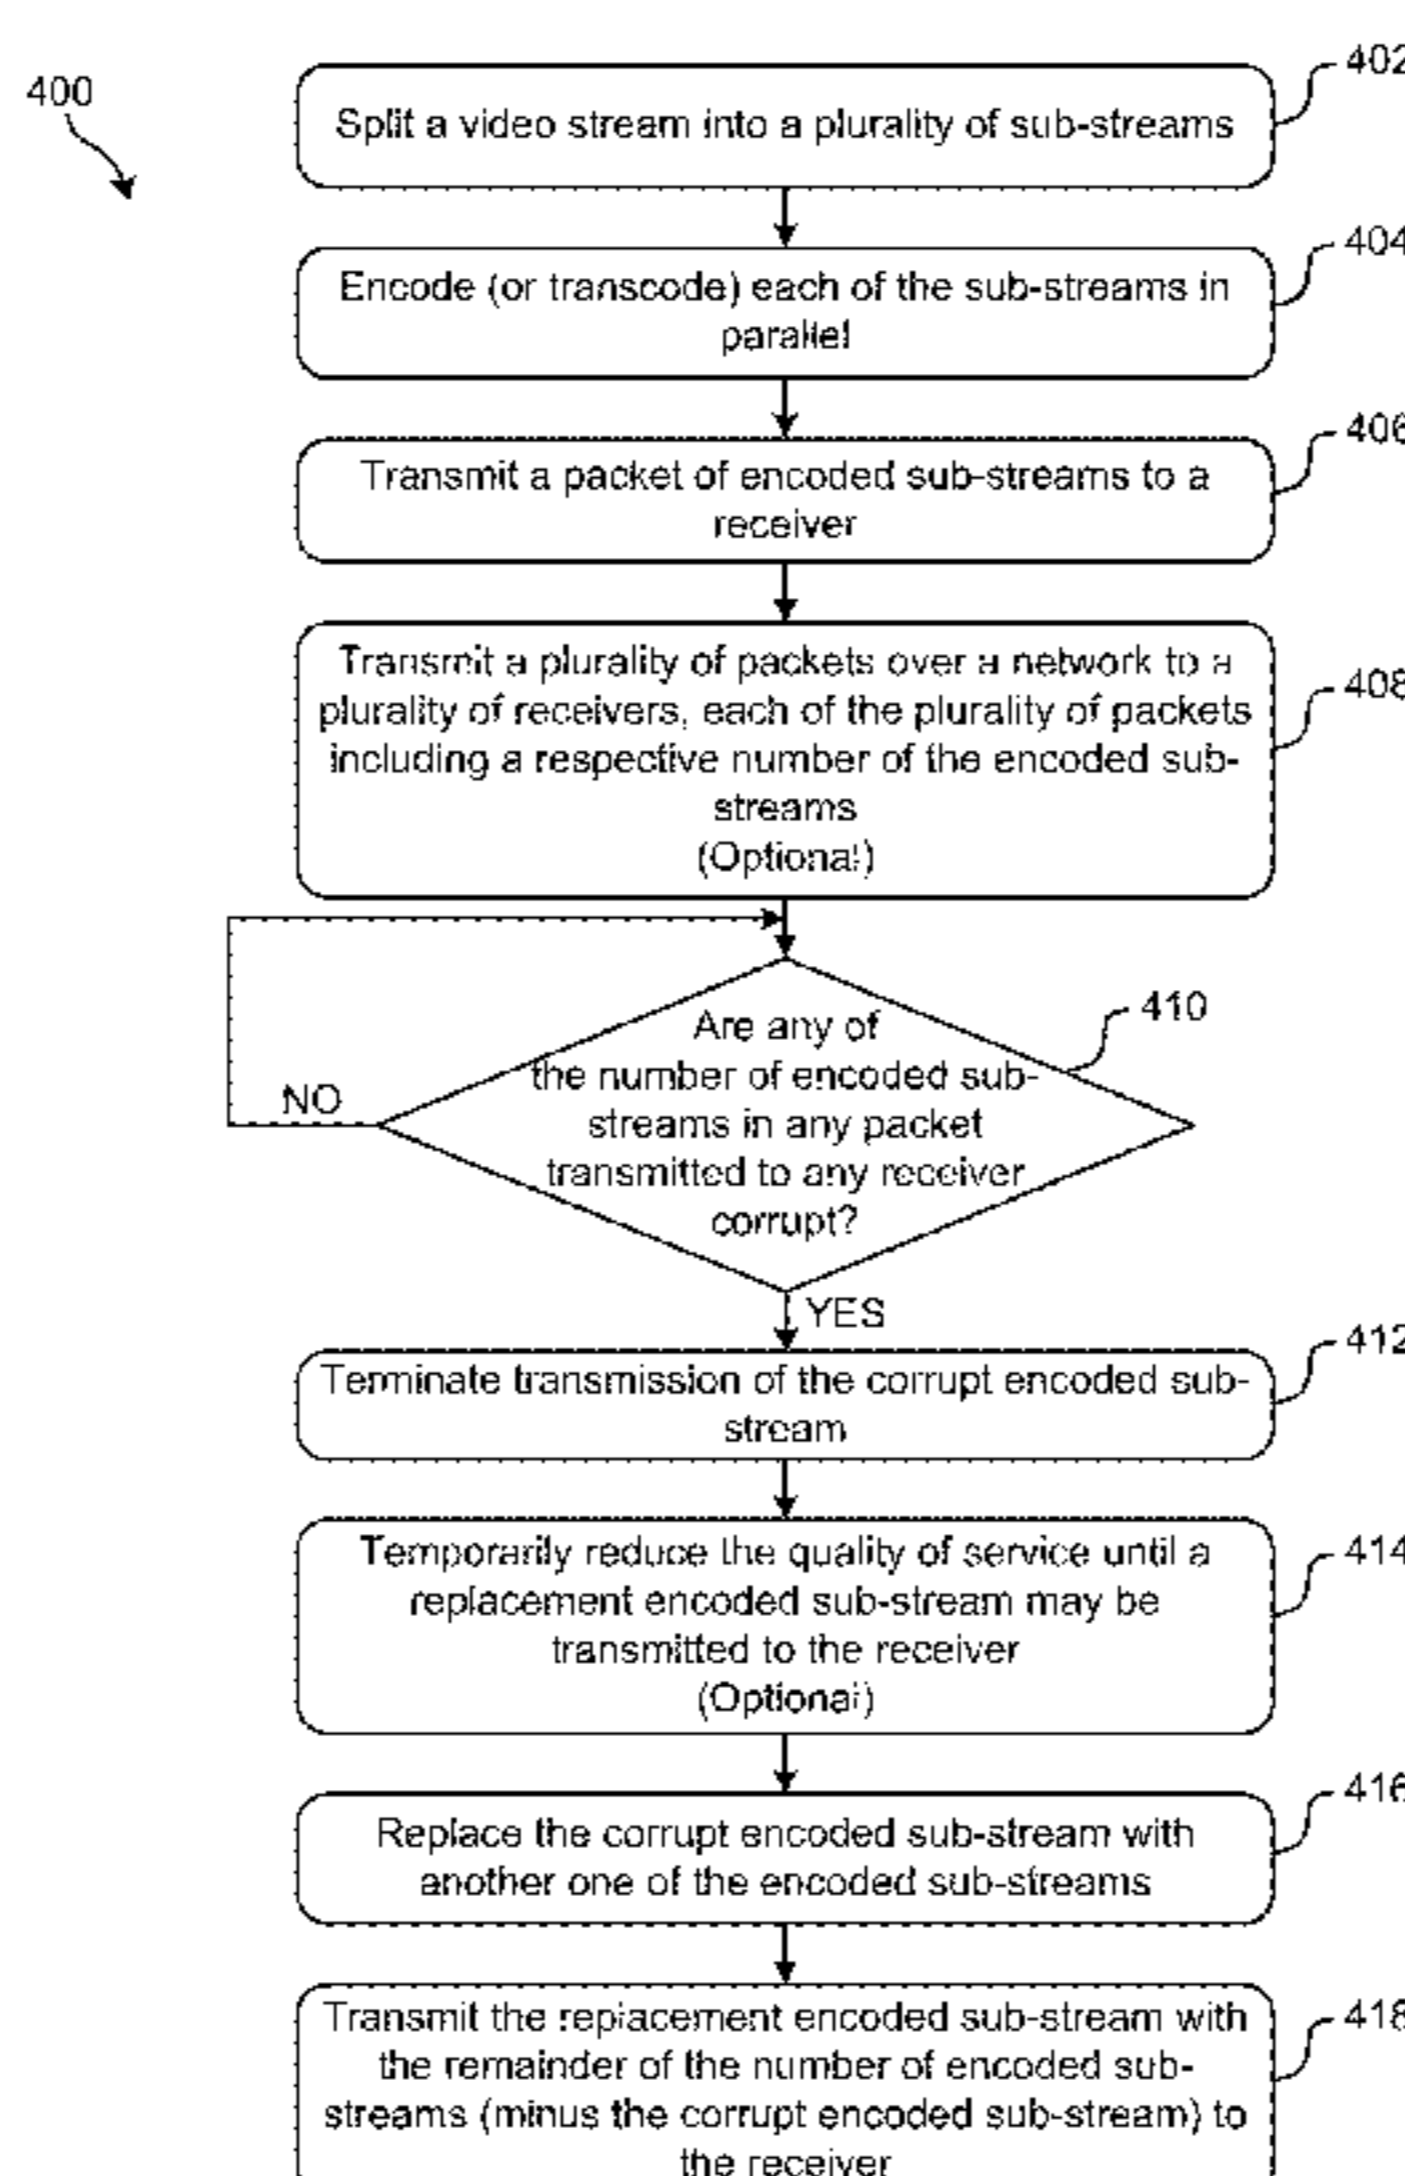 400
402
Split a video stream into a plurality of sub-streams
404
Encode (or transcode) each of the sub-streams in
parallel
406
Transmit a packet of encoded sub-streams to a
receiver
408
Transmit a plurality of packets over a network to a
plurality of receivers, each of the plurality of packets
including a respective number of the encoded sub-
streams
(Optional)
410
Are any of
the number of encoded sub-
streams in any packet
transmitted to any receiver
corrupt?
NO
YES
412
Terminate transmission of the corrupt encoded sub-
stream
414
Temporarily reduce the quality of service until a
replacement encoded sub-stream may be
transmitted to the receiver
(Optional)
416
Replace the corrupt encoded sub-stream with
another one of the encoded sub-streams
418
Transmit the replacement encoded sub-stream with
the remainder of the number of encoded sub-
streams (minus the corrupt encoded sub-stream) to
the receiver